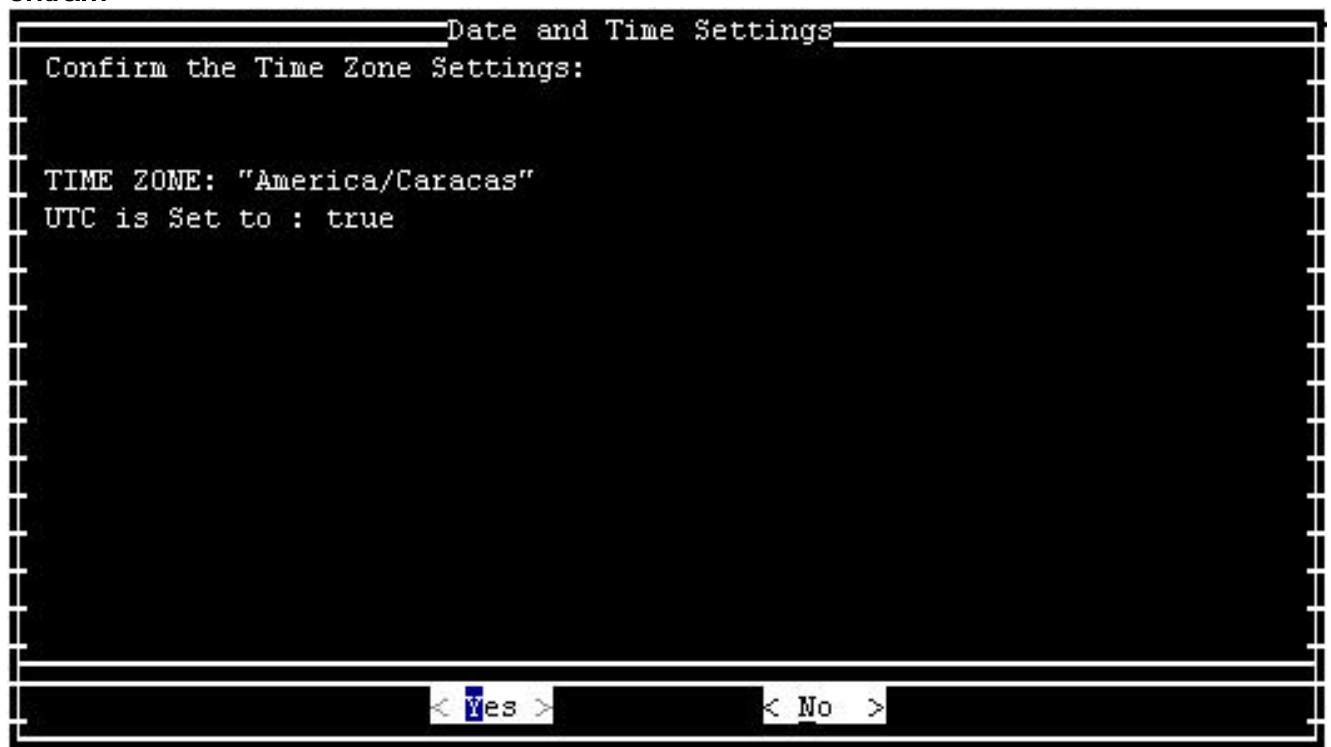 Date and Time Settings
Confirm the Time Zone Settings:
TIME ZONE: "America/Caracas"
UTC is Set to : true
< Yes > < No >